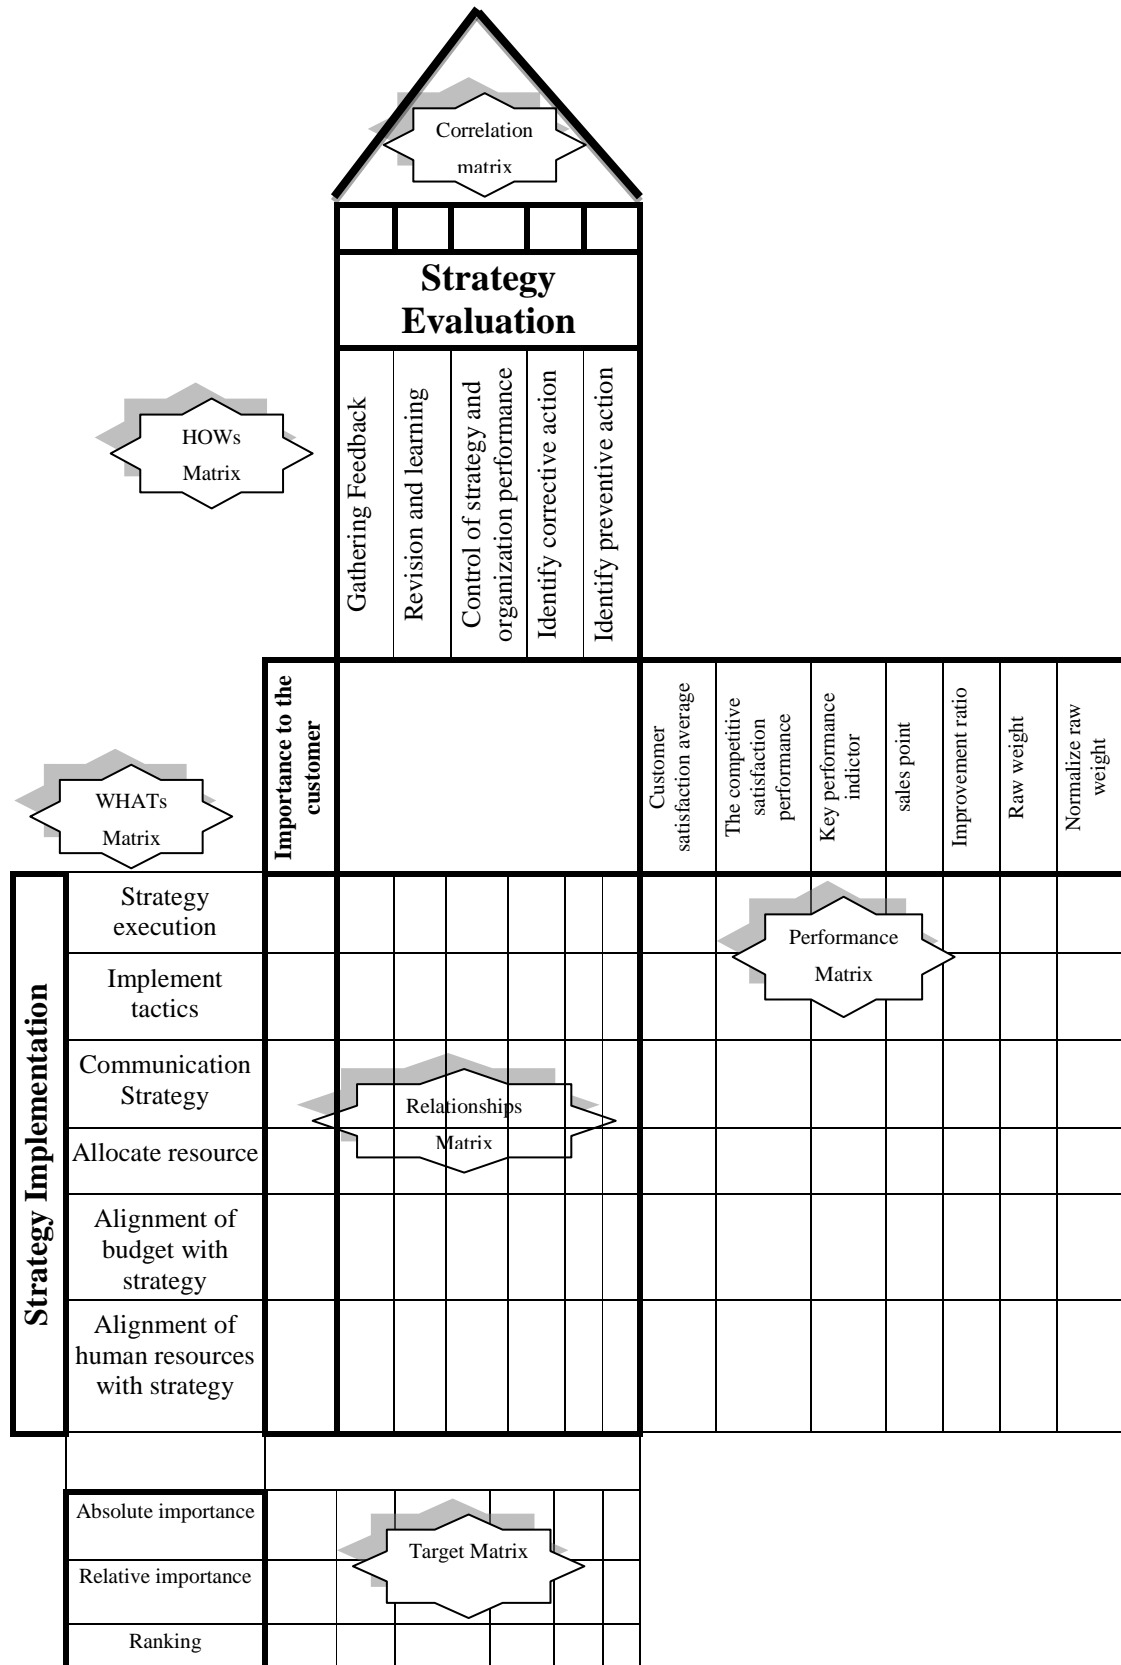 Correlation
matrix
Strategy
Evaluation
HOWs
Matrix
Gathering Feedback
Revision and learning
Control of strategy and
organization performance
Identify corrective action
Identify preventive action
WHATs
Matrix
Importance to the
customer
Customer
satisfaction average
The competitive
satisfaction
performance
Key performance
indictor
sales point
Improvement ratio
Raw weight
Normalize raw
weight
Strategy Implementation
Strategy
execution
Performance
Matrix
Implement
tactics
Communication
Strategy
Relationships
Matrix
Allocate resource
Alignment of
budget with
strategy
Alignment of
human resources
with strategy
Absolute importance
Target Matrix
Relative importance
Ranking